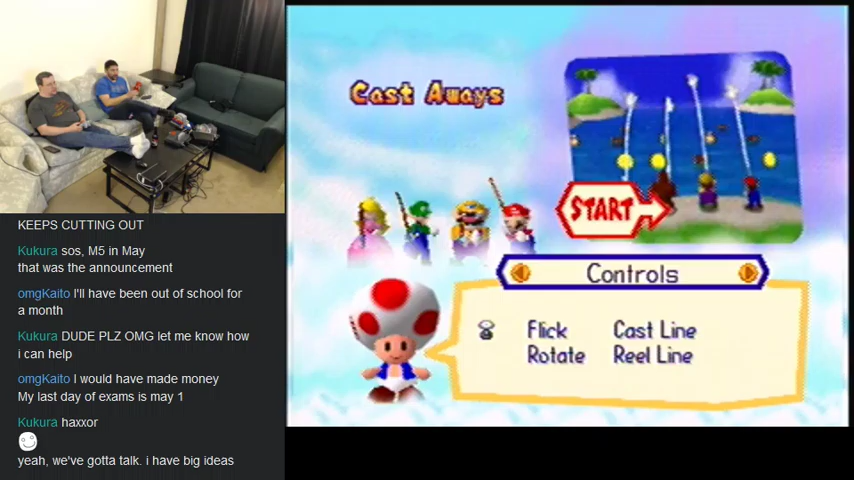 KEEPS CUTTING OUT
Kukura sos, M5 in May
that was the announcement
omgKaito I'll have been out of school for
a month
Kukura DUDE PLZ OMG let me know how
i can help
omgKaito I would have made money
My last day of exams is may 1
Kukura haxxor
yeah, we've gotta talk. i have big ideas
Cast Aways
START
Controls
Flick Cast Line
Rotate Reel Line